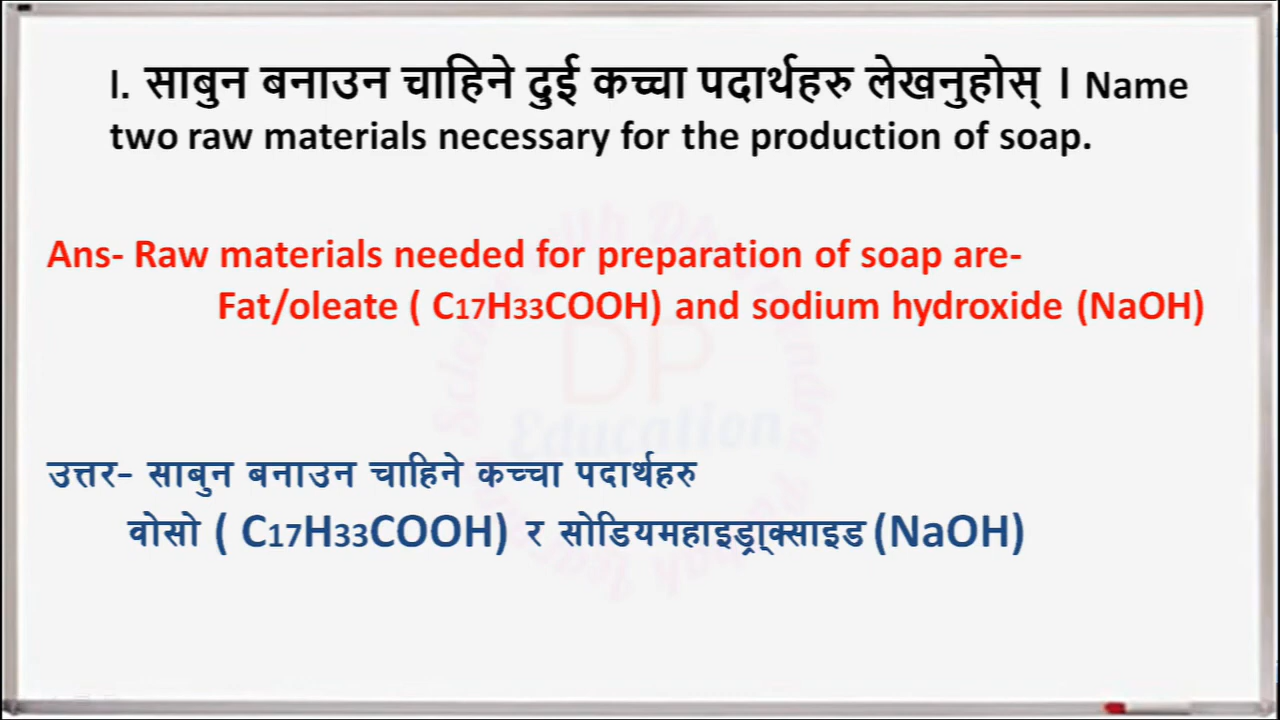 I. साबुन बनाउन चाहिने दुई कच्चा पदार्थहरु लेखनुहोस् । Name
two raw materials necessary for the production of soap.
Ans- Raw materials needed for preparation of soap are-
Fat/oleate ( C17H33COOH) and sodium hydroxide (NaOH)
DP
Education
उत्तर- साबुन बनाउन चाहिने कच्चा पदार्थहरु
वोसो ( C17H33COOH) र सोडियमहाइड्रा्क्साइड (NaOH)